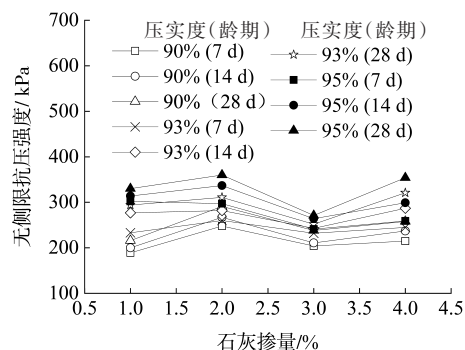 700
600
500
400
300
200
100
无侧限抗压强度/ kPa
压实度(龄期)
90% (7 d)
90% (14 d)
90%（28 d）
93% (7 d)
93% (14 d)
压实度(龄期)
93% (28 d)
95% (7 d)
95% (14 d)
95% (28 d)
0.5 1.0 1.5 2.0 2.5 3.0 3.5 4.0 4.5
石灰掺量/%